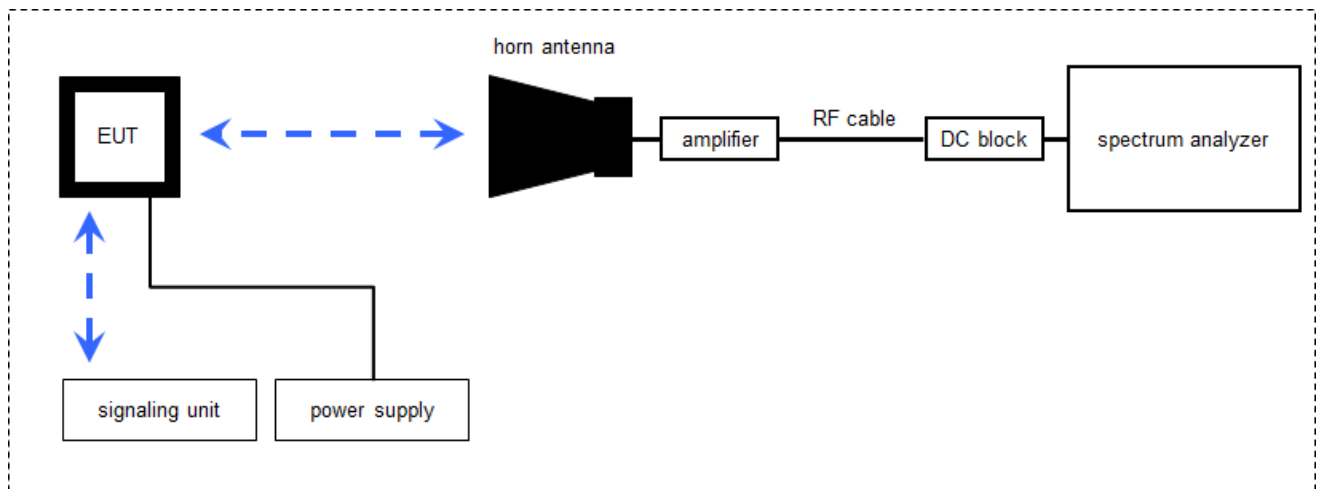 horn antenna
EUT
amplifier
RF cable
DC block
spectrum analyzer
signaling unit
power supply